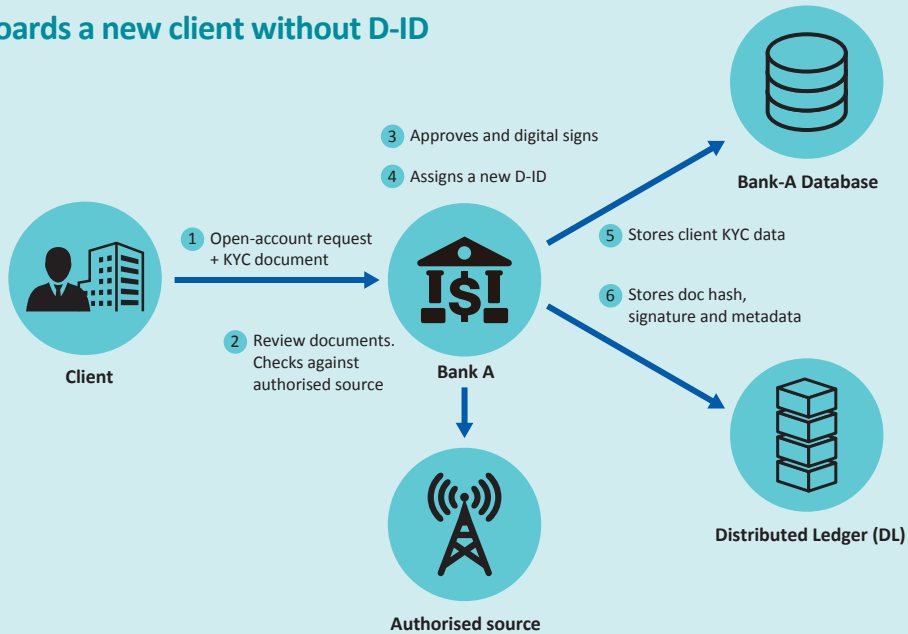 oards a new client without D-ID
3 Approves and digital signs
4 Assigns a new D-ID
Bank-A Database
1 Open-account request
+ KYC document
5 Stores client KYC data
6 Stores doc hash,
signature and metadata
2 Review documents.
Checks against
authorised source
Client
Bank A
Distributed Ledger (DL)
Authorised source